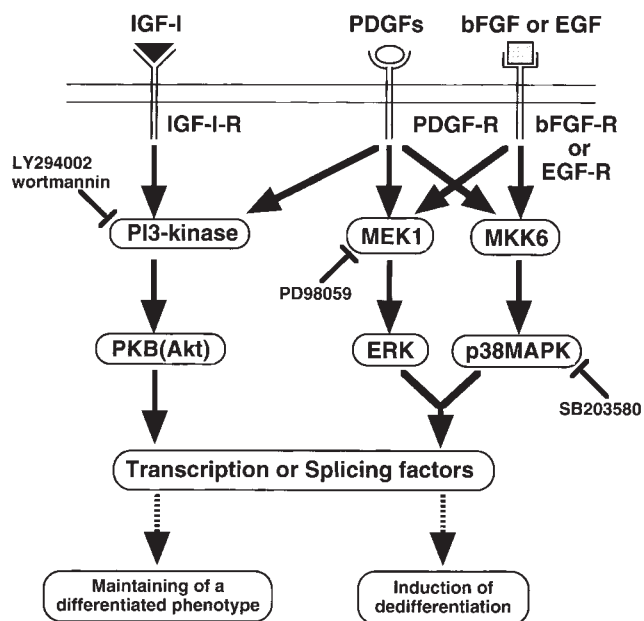 IGF-I
PDGFs
bFGF or EGF
IGF-I-R
PDGF-R
bFGF-R
or
EGF-R
LY294002
wortmannin
PI3-kinase
MEK1
MKK6
PD98059
PKB(Akt)
ERK
p38MAPK
SB203580
Transcription or Splicing factors
Maintaining of a
differentiated phenotype
Induction of
dedifferentiation